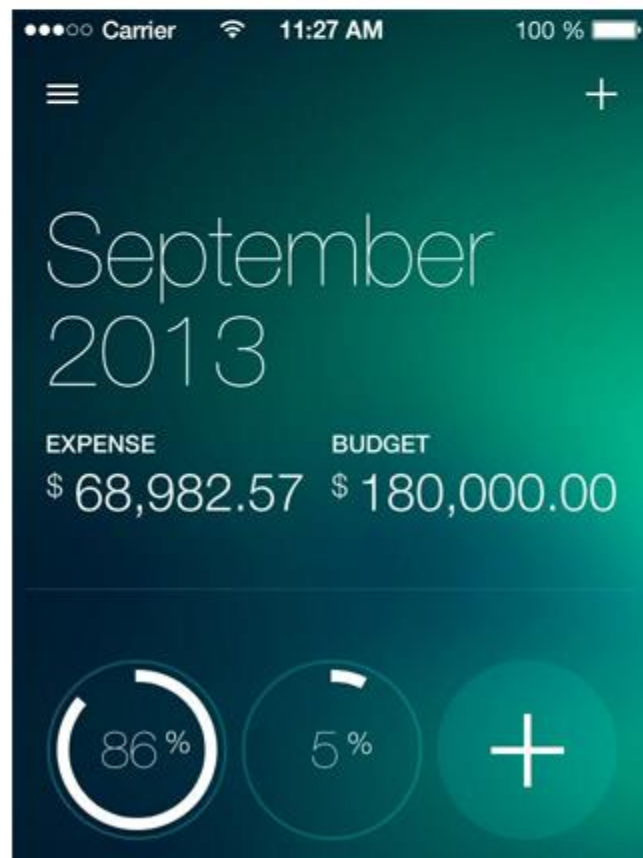 Carrier 11:27 AM 100 %
September
2013
EXPENSE BUDGET
$ 68,982.57 $ 180,000.00
86 % 5 %